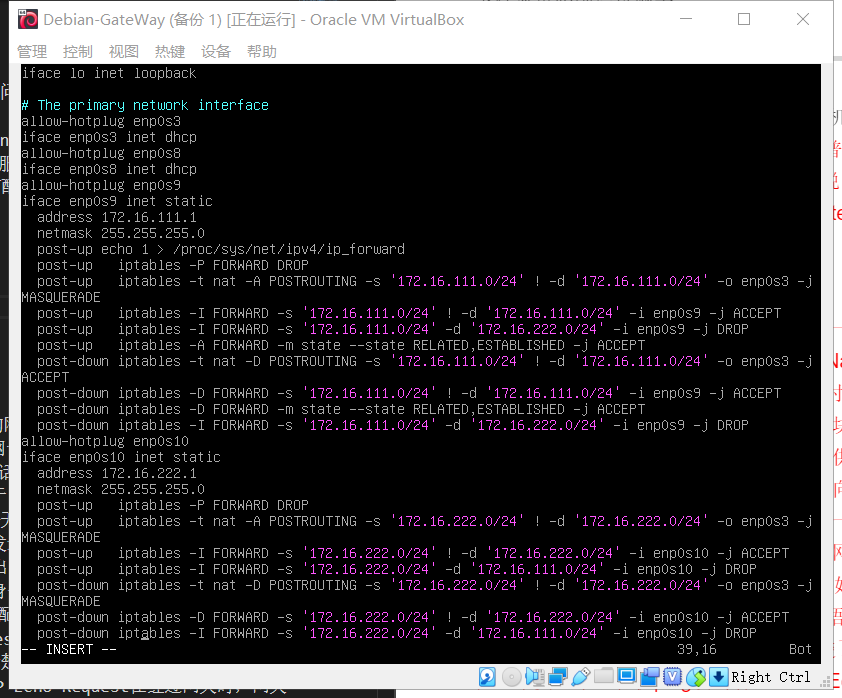 Debian-GateWay (备份 1) [正在运行] - Oracle VM VirtualBox
管理 控制 视图 热键 设备 帮助
iface lo inet loopback
# The primary network interface
allow-hotplug enp0s3
iface enp0s3 inet dhcp
allow-hotplug enp0s8
iface enp0s8 inet dhcp
allow-hotplug enp0s9
iface enp0s9 inet static
  address 172.16.111.1
  netmask 255.255.255.0
  post-up echo 1 > /proc/sys/net/ipv4/ip_forward
  post-up   iptables -P FORWARD DROP
  post-up   iptables -t nat -A POSTROUTING -s '172.16.111.0/24' ! -d '172.16.111.0/24' -o enp0s3 -j
MASQUERADE
  post-up   iptables -I FORWARD -s '172.16.111.0/24' ! -d '172.16.111.0/24' -i enp0s9 -j ACCEPT
  post-up   iptables -I FORWARD -s '172.16.111.0/24' -d '172.16.222.0/24' -i enp0s9 -j DROP
  post-up   iptables -A FORWARD -m state --state RELATED,ESTABLISHED -j ACCEPT
  post-down iptables -t nat -D POSTROUTING -s '172.16.111.0/24' ! -d '172.16.111.0/24' -o enp0s3 -j
ACCEPT
  post-down iptables -D FORWARD -s '172.16.111.0/24' ! -d '172.16.111.0/24' -i enp0s9 -j ACCEPT
  post-down iptables -D FORWARD -m state --state RELATED,ESTABLISHED -j ACCEPT
  post-down iptables -I FORWARD -s '172.16.111.0/24' -d '172.16.222.0/24' -i enp0s9 -j DROP
allow-hotplug enp0s10
iface enp0s10 inet static
  address 172.16.222.1
  netmask 255.255.255.0
  post-up   iptables -P FORWARD DROP
  post-up   iptables -t nat -A POSTROUTING -s '172.16.222.0/24' ! -d '172.16.222.0/24' -o enp0s3 -j
MASQUERADE
  post-up   iptables -I FORWARD -s '172.16.222.0/24' ! -d '172.16.222.0/24' -i enp0s10 -j ACCEPT
  post-up   iptables -I FORWARD -s '172.16.222.0/24' -d '172.16.111.0/24' -i enp0s10 -j DROP
  post-down iptables -t nat -D POSTROUTING -s '172.16.222.0/24' ! -d '172.16.222.0/24' -o enp0s3 -j
MASQUERADE
  post-down iptables -D FORWARD -s '172.16.222.0/24' ! -d '172.16.222.0/24' -i enp0s10 -j ACCEPT
  post-down iptables -I FORWARD -s '172.16.222.0/24' -d '172.16.111.0/24' -i enp0s10 -j DROP
-- INSERT -- 39,16 Bot
Right Ctrl